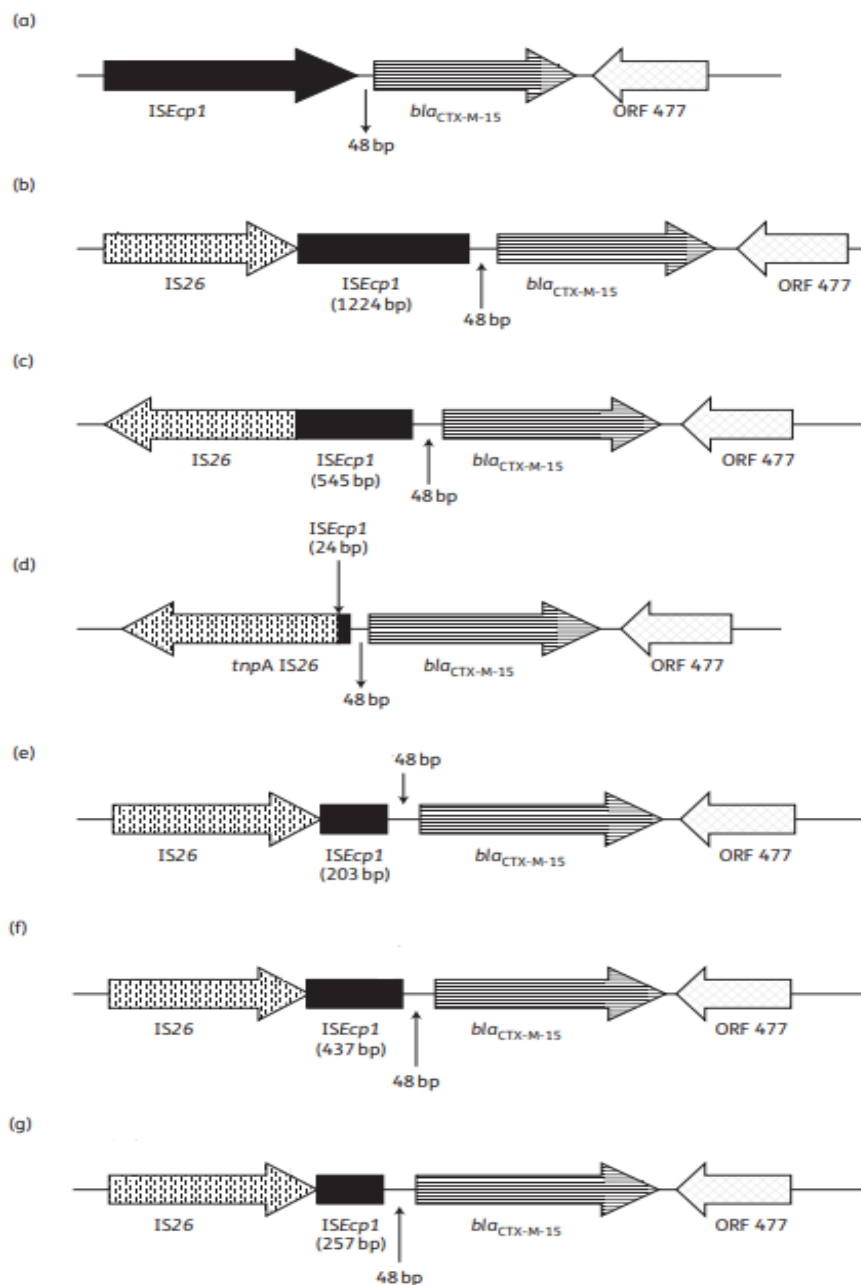 (a)
ISEcp1
48 bp
blaCTX-M-15
ORF 477
(b)
IS26
ISEcp1
(1224 bp)
48 bp
blaCTX-M-15
ORF 477
(c)
IS26
ISEcp1
(545 bp)
48 bp
blaCTX-M-15
ORF 477
(d)
ISEcp1
(24 bp)
tnpA IS26
48 bp
blaCTX-M-15
ORF 477
(e)
48 bp
IS26
ISEcp1
(203 bp)
blaCTX-M-15
ORF 477
(f)
IS26
ISEcp1
(437 bp)
48 bp
blaCTX-M-15
ORF 477
(g)
IS26
ISEcp1
(257 bp)
48 bp
blaCTX-M-15
ORF 477